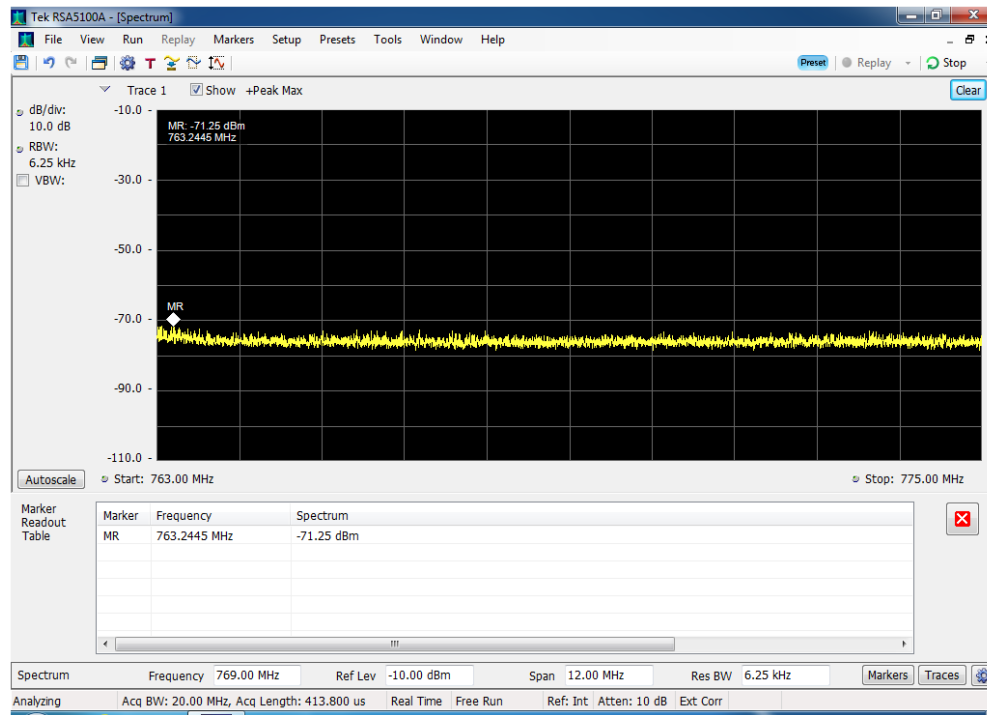 Tek RSA5100A - [Spectrum]
File View Run Replay Markers Setup Presets Tools Window Help
T Preset Replay Stop
Trace 1 Show +Peak Max Clear
dB/div:
10.0 dB
RBW:
6.25 kHz
VBW:
-10.0
MR: -71.25 dBm
763.2445 MHz
-30.0
-50.0
MR
-70.0
-90.0
-110.0
Autoscale Start: 763.00 MHz Stop: 775.00 MHz
Marker
Readout
Table
Marker Frequency Spectrum
MR 763.2445 MHz -71.25 dBm
Spectrum Frequency 769.00 MHz Ref Lev -10.00 dBm Span 12.00 MHz Res BW 6.25 kHz Markers Traces
Analyzing Acq BW: 20.00 MHz, Acq Length: 413.800 us Real Time Free Run Ref: Int Atten: 10 dB Ext Corr